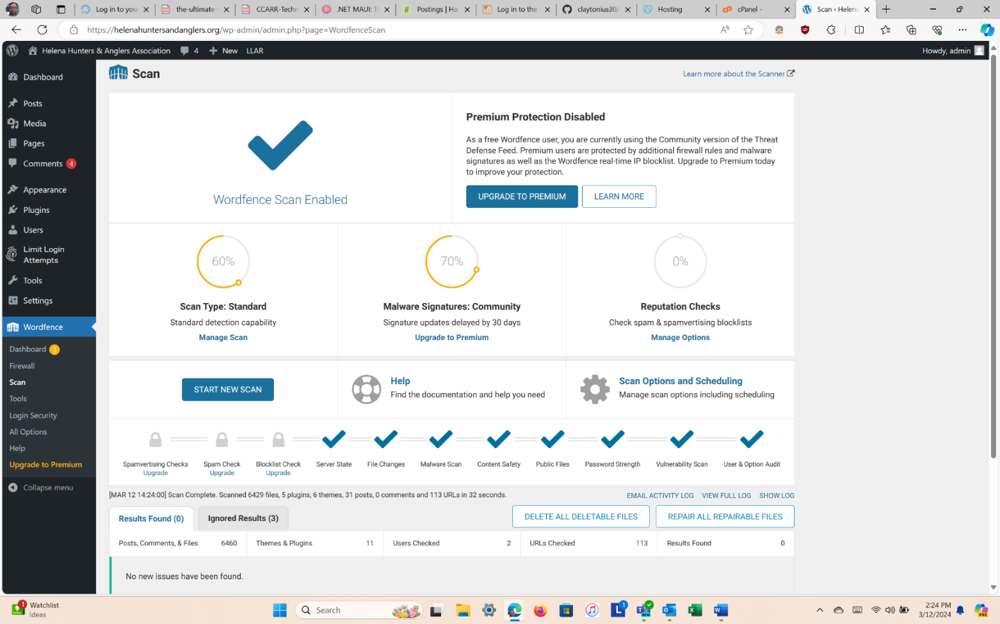 Log in to your
the-ultimate-
CCARR-Techn
.NET MAUI: T
Postings | Ha
Log in to the
claytonius30/
Hosting
cPanel -
Scan ‹ Helena
https://helenahuntersandanglers.org/wp-admin/admin.php?page=WordfenceScan
Helena Hunters & Anglers Association
4
New
LLAR
Howdy, admin
Dashboard
Posts
Media
Pages
Comments 4
Appearance
Plugins
Users
Limit Login
Attempts
Tools
Settings
Wordfence
Dashboard 3
Firewall
Scan
Tools
Login Security
All Options
Help
Upgrade to Premium
Collapse menu
Scan
Learn more about the Scanner
Wordfence Scan Enabled
Premium Protection Disabled
As a free Wordfence user, you are currently using the Community version of the Threat
Defense Feed. Premium users are protected by additional firewall rules and malware
signatures as well as the Wordfence real-time IP blocklist. Upgrade to Premium today
to improve your protection.
UPGRADE TO PREMIUM
LEARN MORE
60%
Scan Type: Standard
Standard detection capability
Manage Scan
70%
Malware Signatures: Community
Signature updates delayed by 30 days
Upgrade to Premium
0%
Reputation Checks
Check spam & spamvertising blocklists
Manage Options
START NEW SCAN
Help
Find the documentation and help you need
Scan Options and Scheduling
Manage scan options including scheduling
Spamvertising Checks
Upgrade
Spam Check
Upgrade
Blocklist Check
Upgrade
Server State
File Changes
Malware Scan
Content Safety
Public Files
Password Strength
Vulnerability Scan
User & Option Audit
[MAR 12 14:24:00] Scan Complete. Scanned 6429 files, 5 plugins, 6 themes, 31 posts, 0 comments and 113 URLs in 32 seconds.
EMAIL ACTIVITY LOG
VIEW FULL LOG
SHOW LOG
Results Found (0)
Ignored Results (3)
DELETE ALL DELETABLE FILES
REPAIR ALL REPAIRABLE FILES
Posts, Comments, & Files 6460
Themes & Plugins 11
Users Checked 2
URLs Checked 113
Results Found 0
No new issues have been found.
1
Watchlist
Ideas
Search
1
NEW
2:24 PM
3/12/2024
PRE